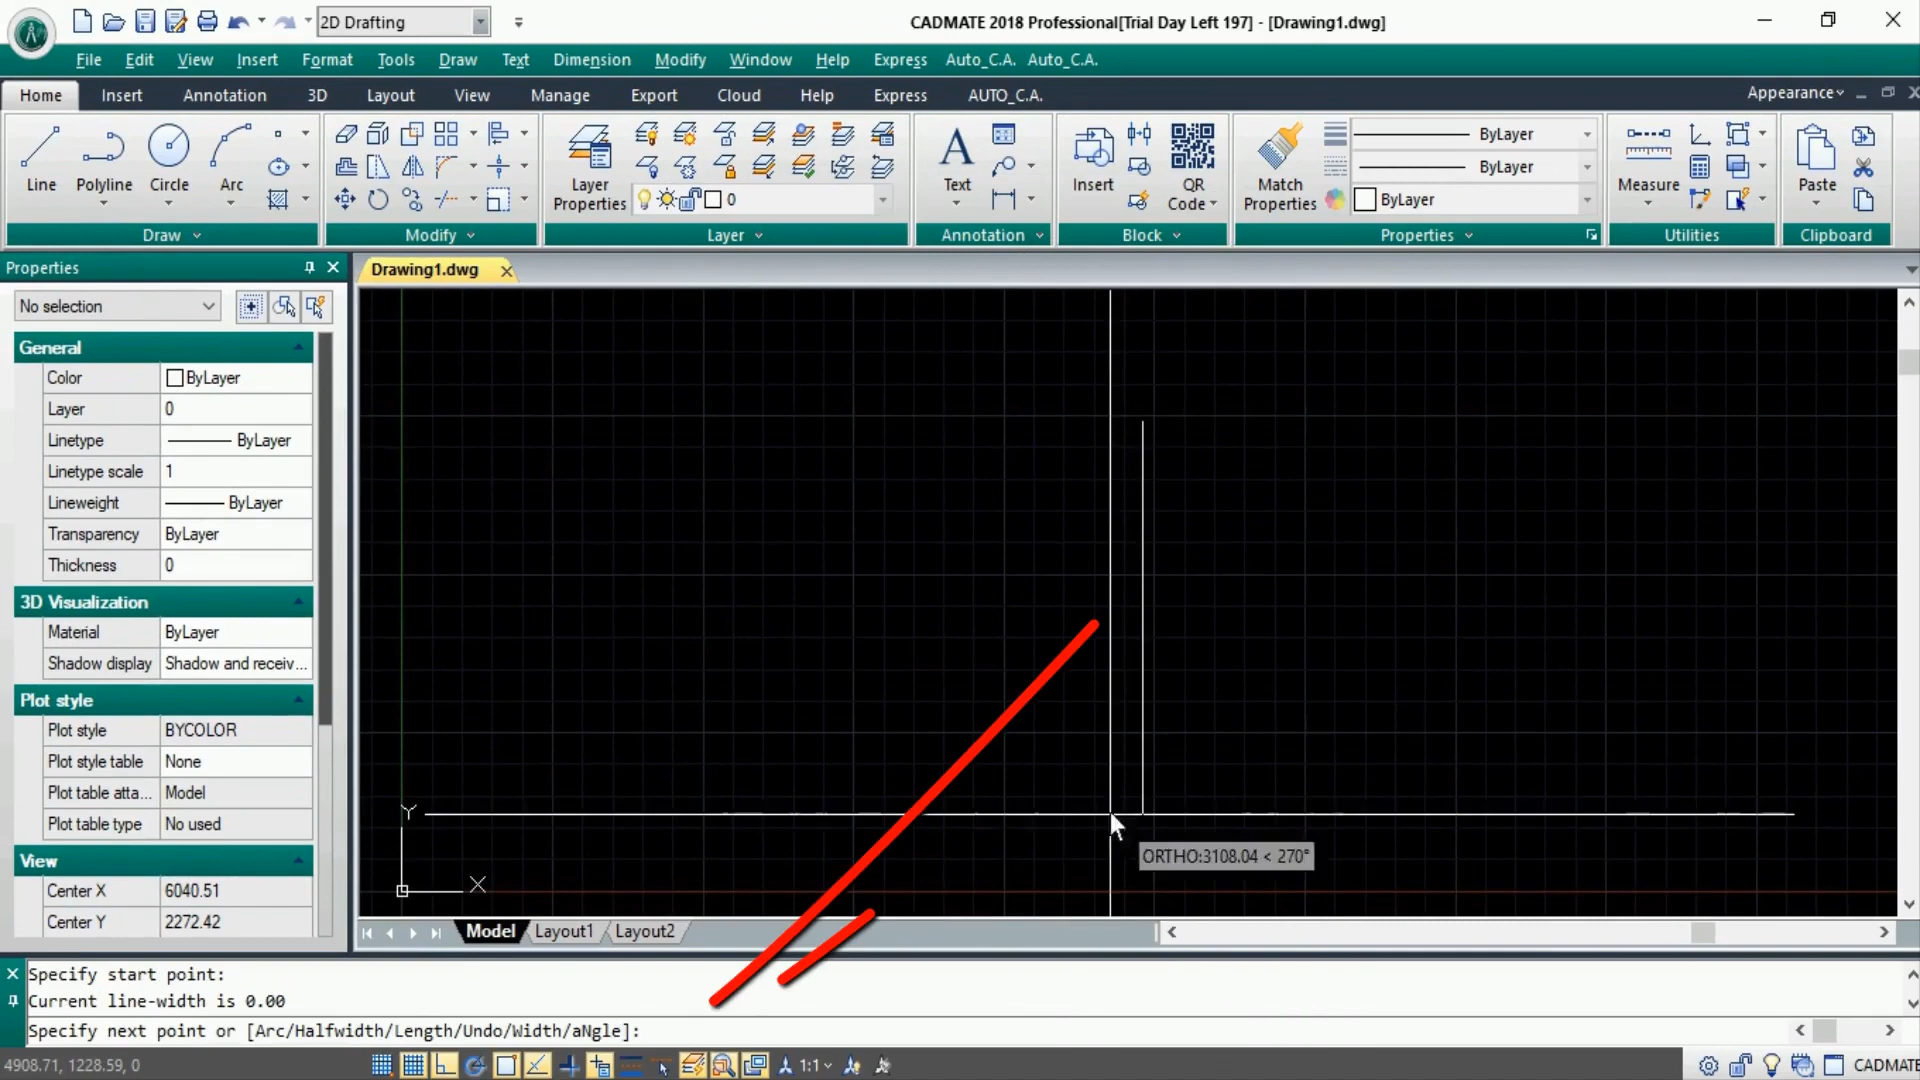 2D Drafting
CADMATE 2018 Professional[Trial Day Left 197] - [Drawing1.dwg]
File Edit View Insert Format Tools Draw Text Dimension Modify Window Help Express Auto_C.A. Auto_C.A.
Home Insert Annotation 3D Layout View Manage Export Cloud Help Express AUTO_C.A. Appearance
Line Polyline Circle Arc
Layer Properties
0
Text
Insert
QR Code
Match Properties
ByLayer
ByLayer
ByLayer
Measure
Paste
Draw Modify Layer Annotation Block Properties Utilities Clipboard
Properties
Drawing1.dwg
No selection
General
Color ByLayer
Layer 0
Linetype ByLayer
Linetype scale 1
Lineweight ByLayer
Transparency ByLayer
Thickness 0
3D Visualization
Material ByLayer
Shadow display Shadow and receiv...
Plot style
Plot style BYCOLOR
Plot style table None
Plot table atta... Model
Plot table type No used
View
Center X 6040.51
Center Y 2272.42
Y
X
ORTHO:3108.04 < 270°
Model Layout1 Layout2
Specify start point:
Current line-width is 0.00
Specify next point or [Arc/Halfwidth/Length/Undo/Width/aNgle]:
4908.71, 1228.59, 0
1:1
CADMATE